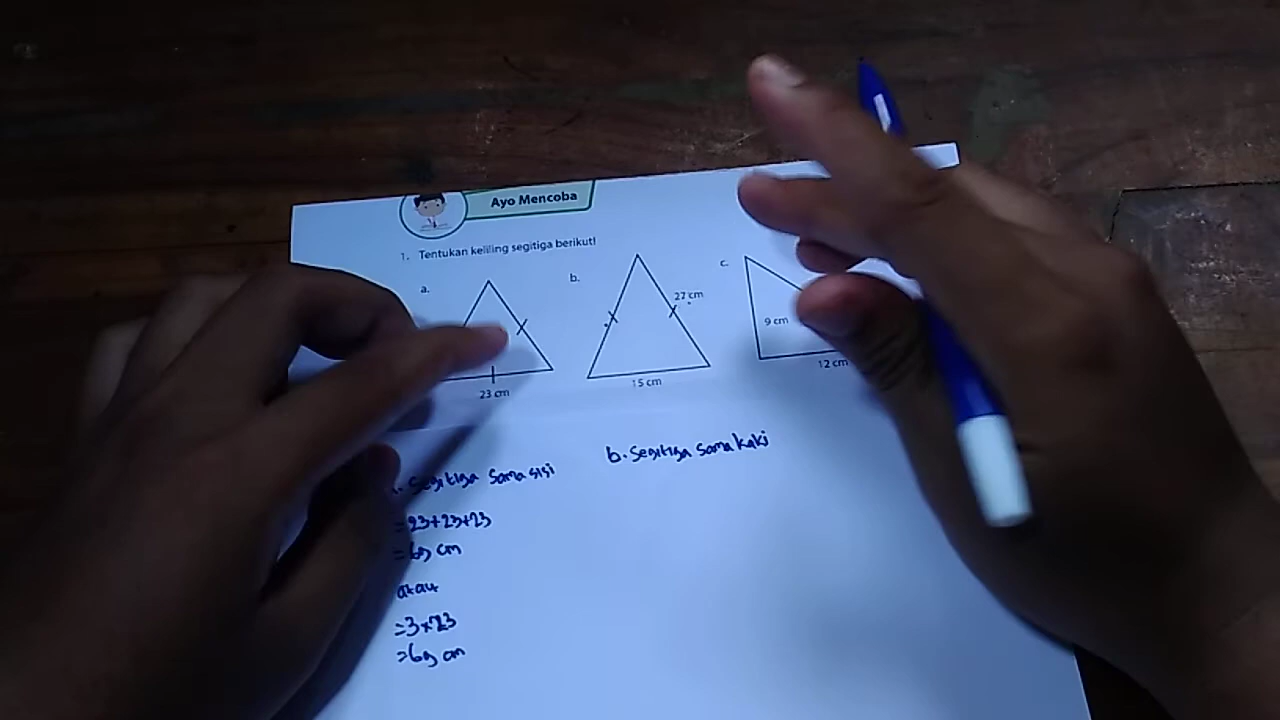 Ayo Mencoba
1. Tentukan keliling segitiga berikut!
a.
b.
c.
27 cm
9 cm
23 cm
15 cm
12 cm
. Segitiga Sama sisi
= 23+23+23
= 69 cm
atau
= 3×23
= 69 cm
b. Segitiga Sama kaki